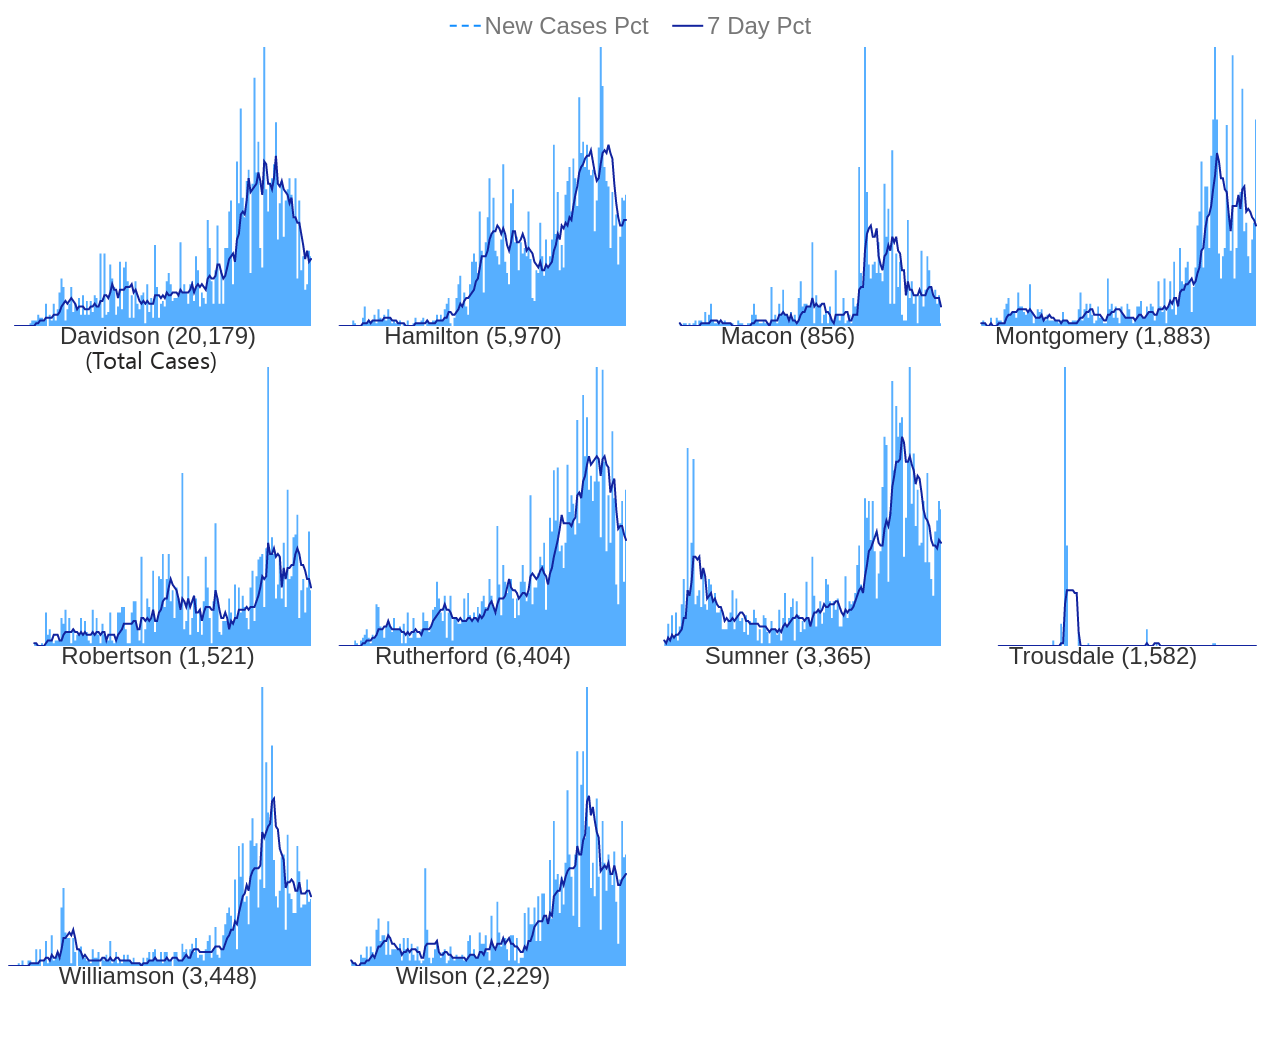 New Cases Pct 7 Day Pct
Davidson (20,179) Hamilton (5,970) Macon (856) Montgomery (1,883)
(Total Cases)
Robertson (1,521) Rutherford (6,404) Sumner (3,365) Trousdale (1,582)
Williamson (3,448) Wilson (2,229)